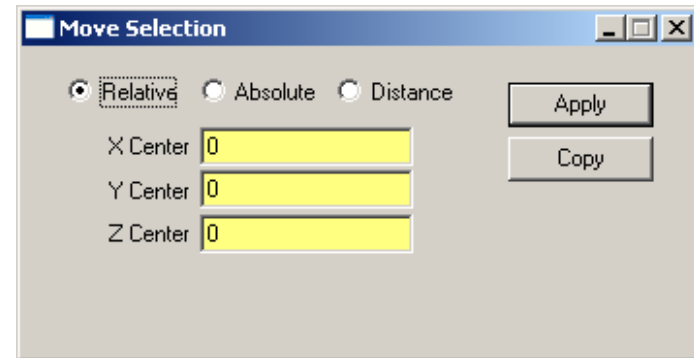 Move Selection
Relative Absolute Distance
Apply
X Center 0
Copy
Y Center 0
Z Center 0